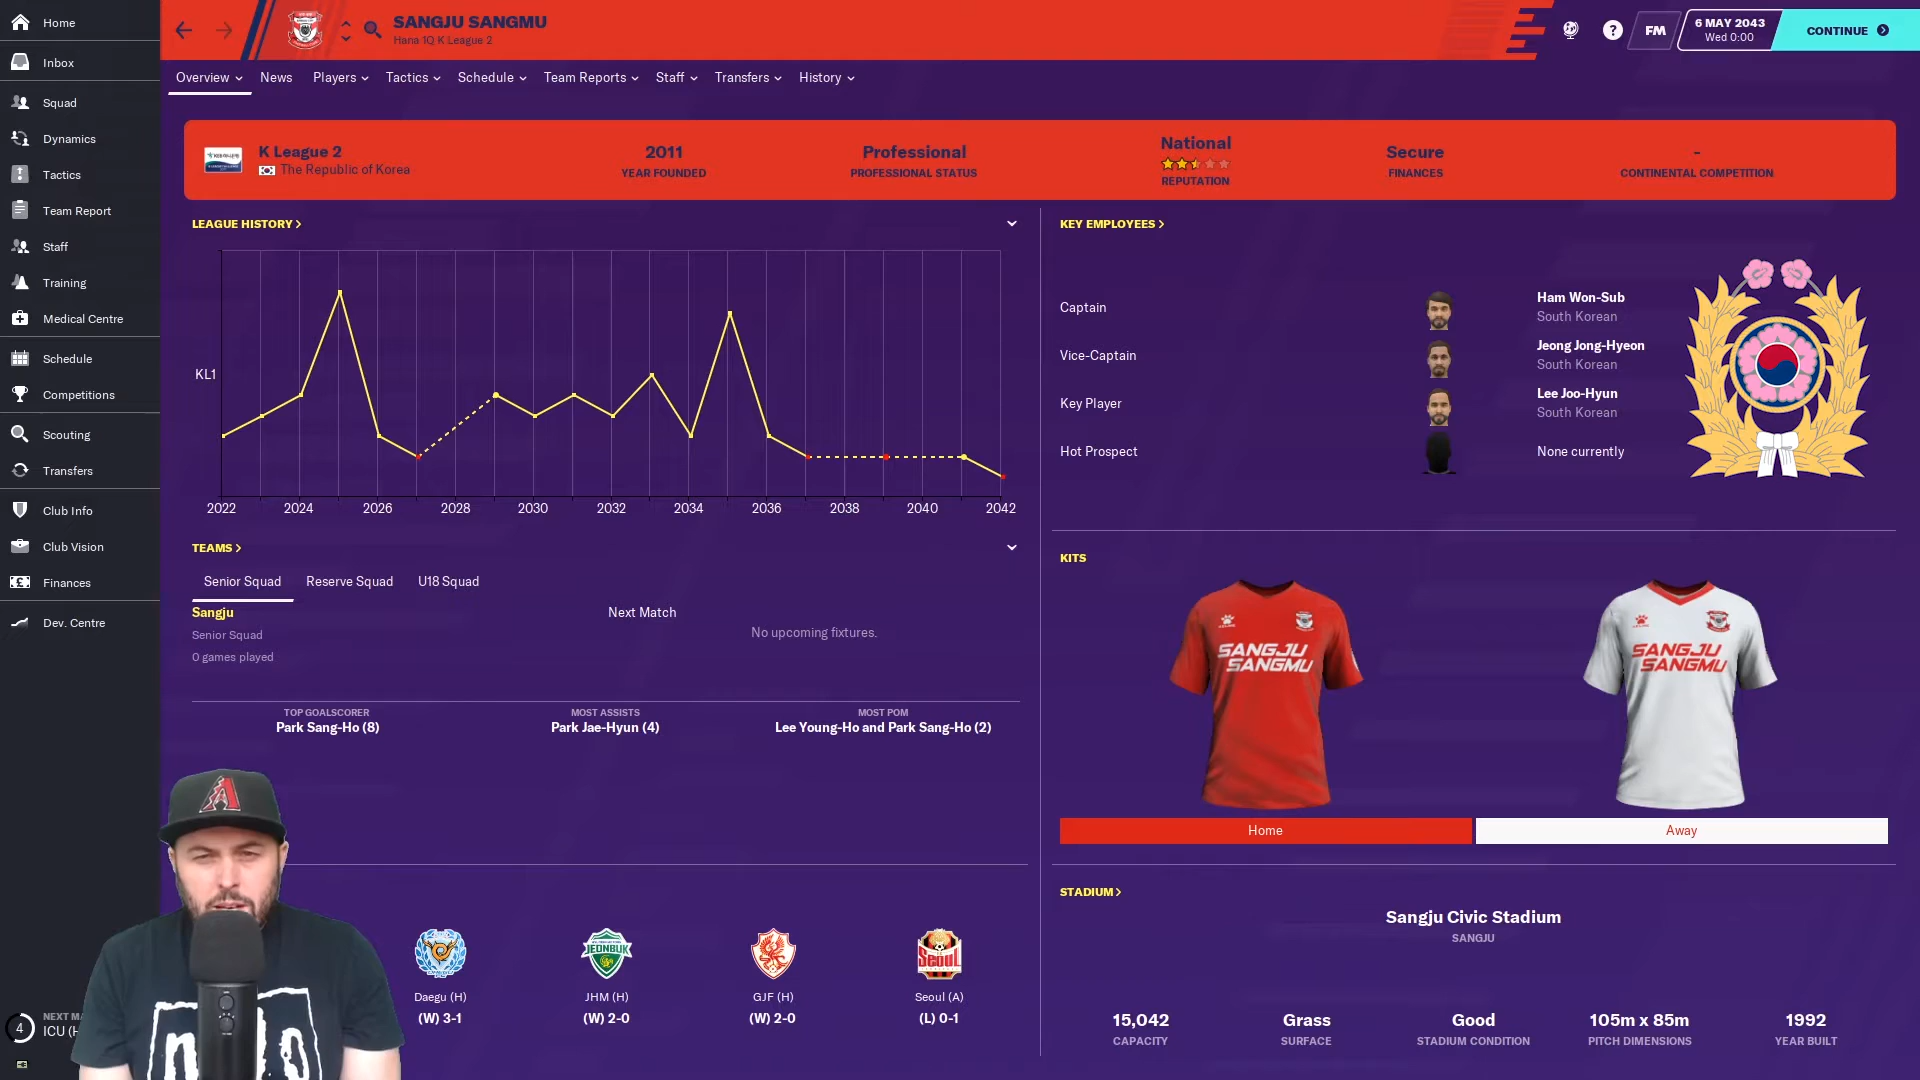 Home
Inbox
Squad
Dynamics
Tactics
Team Report
Staff
Training
Medical Centre
Schedule
Competitions
Scouting
Transfers
Club Info
Club Vision
Finances
Dev. Centre
4
SANGJU SANGMU
Hana 1Q K League 2
?
FM
6 MAY 2043
Wed 0:00
CONTINUE
Overview News Players Tactics Schedule Team Reports Staff Transfers History
K League 2
The Republic of Korea
2011
YEAR FOUNDED
Professional
PROFESSIONAL STATUS
National
REPUTATION
Secure
FINANCES
-
CONTINENTAL COMPETITION
LEAGUE HISTORY
KL1
2022 2024 2026 2028 2030 2032 2034 2036 2038 2040 2042
TEAMS
Senior Squad Reserve Squad U18 Squad
Sangju
Senior Squad
0 games played
Next Match
No upcoming fixtures.
TOP GOALSCORER
Park Sang-Ho (8)
MOST ASSISTS
Park Jae-Hyun (4)
MOST POM
Lee Young-Ho and Park Sang-Ho (2)
JEONBUK
Seoul
Daegu (H)
(W) 3-1
JHM (H)
(W) 2-0
GJF (H)
(W) 2-0
Seoul (A)
(L) 0-1
KEY EMPLOYEES
Captain
Ham Won-Sub
South Korean
Vice-Captain
Jeong Jong-Hyeon
South Korean
Key Player
Lee Joo-Hyun
South Korean
Hot Prospect
None currently
KITS
SANGJU
SANGMU
SANGJU
SANGMU
Home
Away
STADIUM
Sangju Civic Stadium
SANGJU
15,042
CAPACITY
Grass
SURFACE
Good
STADIUM CONDITION
105m x 85m
PITCH DIMENSIONS
1992
YEAR BUILT
NEXT
ICU